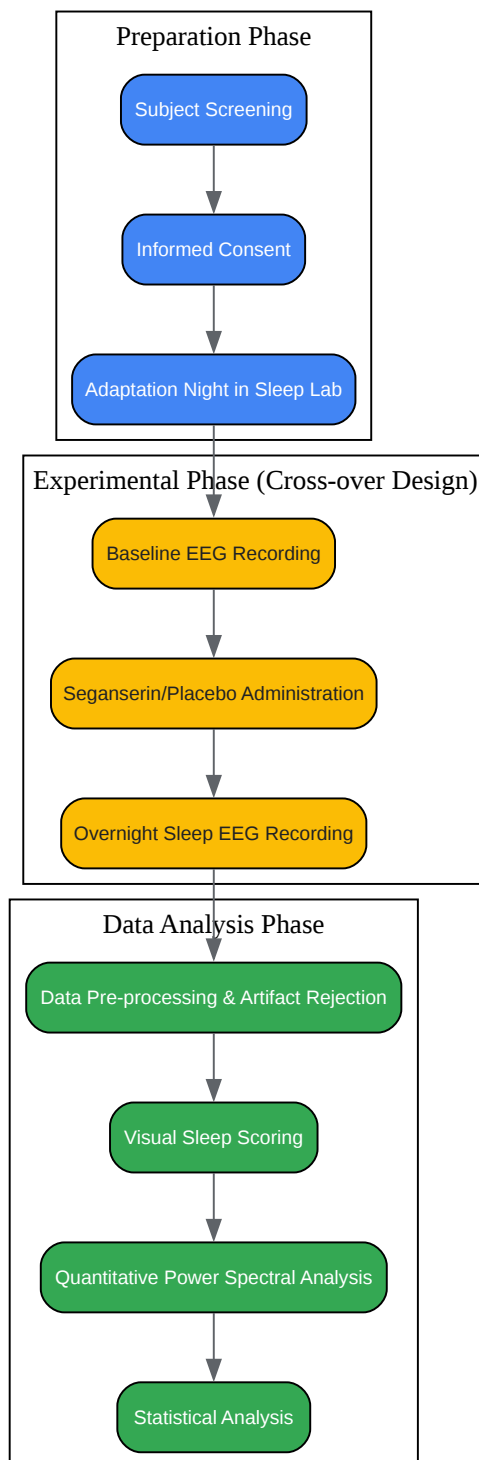 Preparation Phase
Subject Screening
Informed Consent
Adaptation Night in Sleep Lab
Experimental Phase (Cross-over Design)
Baseline EEG Recording
Seganserin/Placebo Administration
Overnight Sleep EEG Recording
Data Analysis Phase
Data Pre-processing & Artifact Rejection
Visual Sleep Scoring
Quantitative Power Spectral Analysis
Statistical Analysis